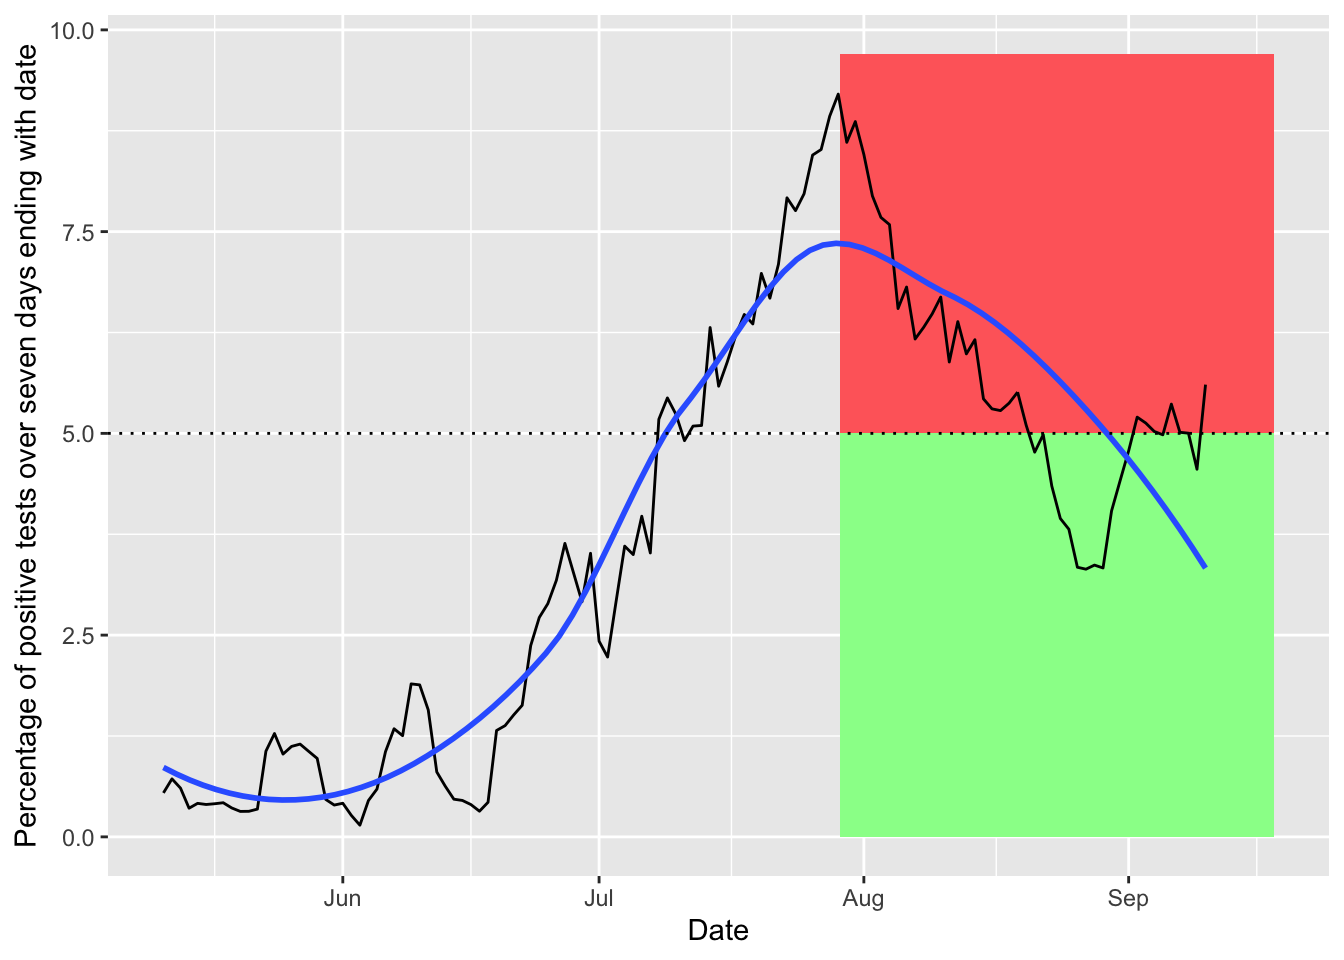 Percentage of positive tests over seven days ending with date
10.0
7.5
5.0
2.5
0.0
Jun Jul Aug Sep
Date